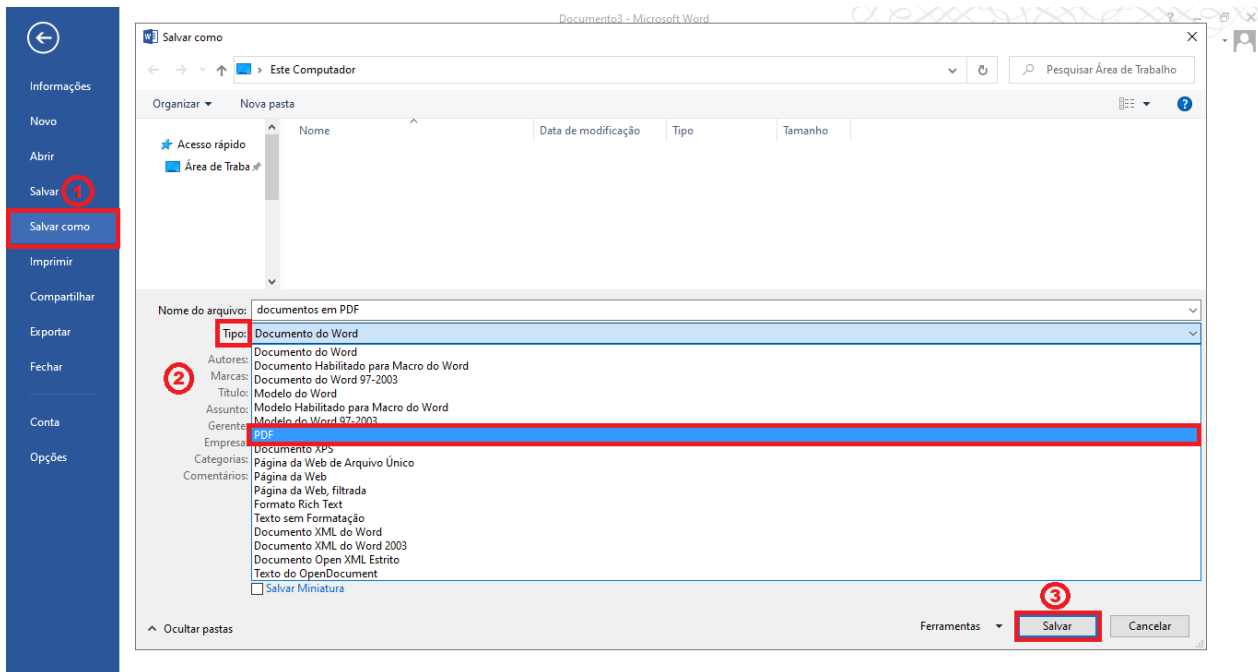 Documento3 - Microsoft Word
Salvar como
Este Computador
Pesquisar Área de Trabalho
Organizar
Nova pasta
Nome
Data de modificação
Tipo
Tamanho
Acesso rápido
Área de Traba
Informações
Novo
Abrir
Salvar
1
Salvar como
Imprimir
Compartilhar
Exportar
Fechar
Conta
Opções
Nome do arquivo: documentos em PDF
Tipo: Documento do Word
2
Autores:
Marcas:
Título:
Assunto:
Gerente
Empresa
Categorias:
Comentários:
Documento do Word
Documento Habilitado para Macro do Word
Documento do Word 97-2003
Modelo do Word
Modelo Habilitado para Macro do Word
Modelo do Word 97-2003
PDF
Documento XPS
Página da Web de Arquivo Único
Página da Web
Página da Web, filtrada
Formato Rich Text
Texto sem Formatação
Documento XML do Word
Documento XML do Word 2003
Documento Open XML Estrito
Texto do OpenDocument
Salvar Miniatura
3
Ocultar pastas
Ferramentas
Salvar
Cancelar